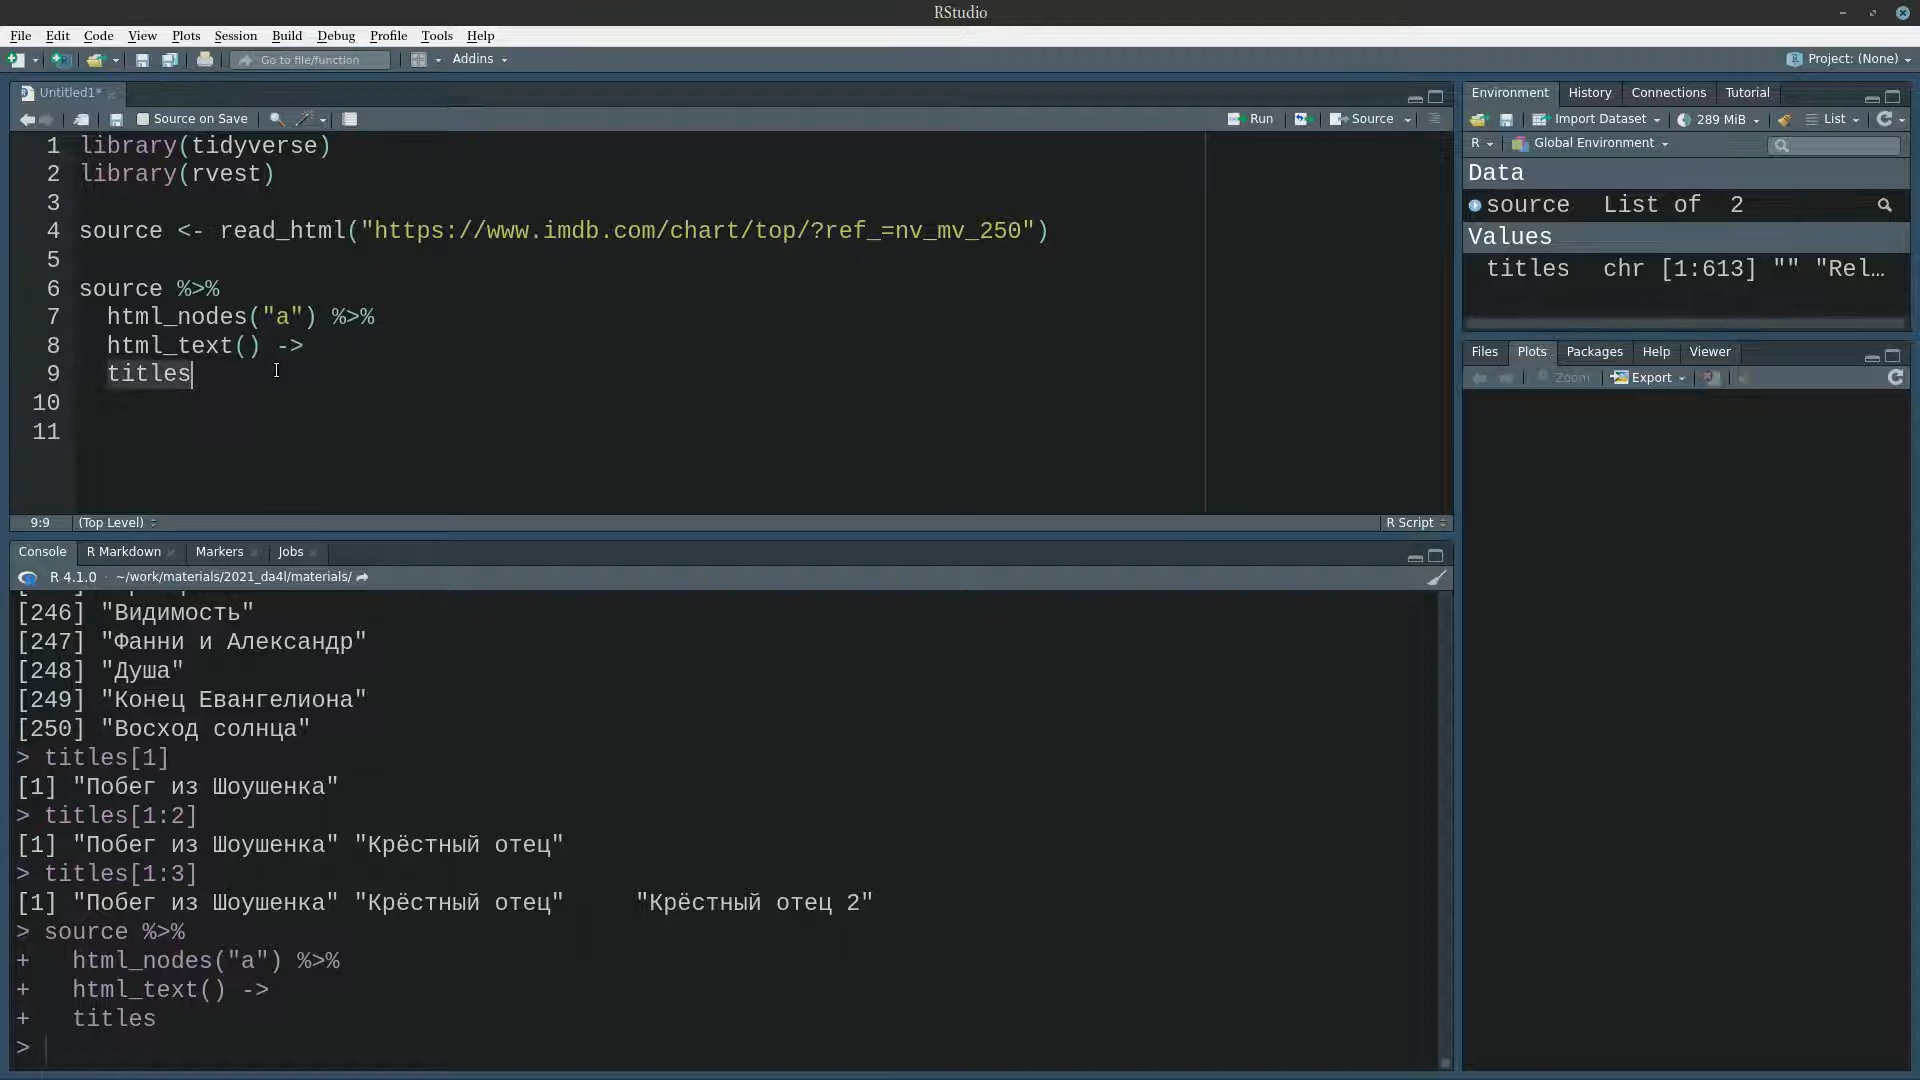 RStudio
File Edit Code View Plots Session Build Debug Profile Tools Help
Go to file/function Addins Project: (None)
Untitled1*
Source on Save Run Source
1 library(tidyverse)
2 library(rvest)
3
4 source <- read_html("https://www.imdb.com/chart/top/?ref_=nv_mv_250")
5
6 source %>%
7 html_nodes("a") %>%
8 html_text() ->
9 titles
10
11
9:9 (Top Level) R Script
Console R Markdown Markers Jobs
R 4.1.0 · ~/work/materials/2021_da4l/materials/
[246] "Видимость"
[247] "Фанни и Александр"
[248] "Душа"
[249] "Конец Евангелиона"
[250] "Восход солнца"
> titles[1]
[1] "Побег из Шоушенка"
> titles[1:2]
[1] "Побег из Шоушенка" "Крёстный отец"
> titles[1:3]
[1] "Побег из Шоушенка" "Крёстный отец" "Крёстный отец 2"
> source %>%
+ html_nodes("a") %>%
+ html_text() ->
+ titles
>
Environment History Connections Tutorial
Import Dataset 289 MiB List
R Global Environment
Data
source List of 2
Values
titles chr [1:613] "" "Rel…
Files Plots Packages Help Viewer
Zoom Export